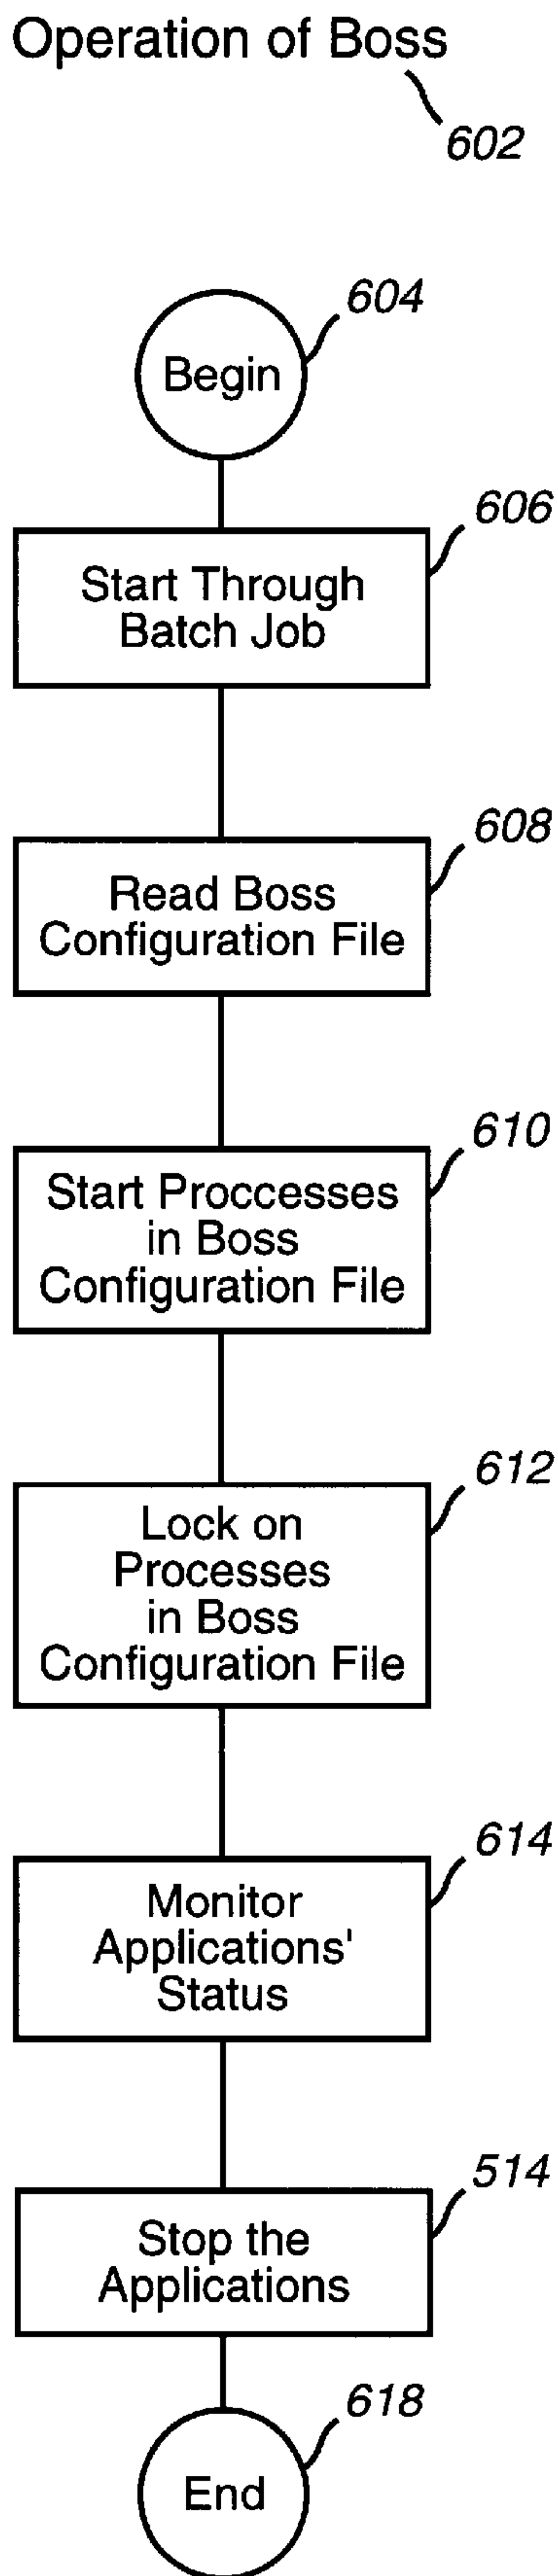 Operation of Boss
602
604
Begin
606
Start Through
Batch Job
608
Read Boss
Configuration File
610
Start Proccesses
in Boss
Configuration File
612
Lock on
Processes
in Boss
Configuration File
614
Monitor
Applications'
Status
514
Stop the
Applications
618
End